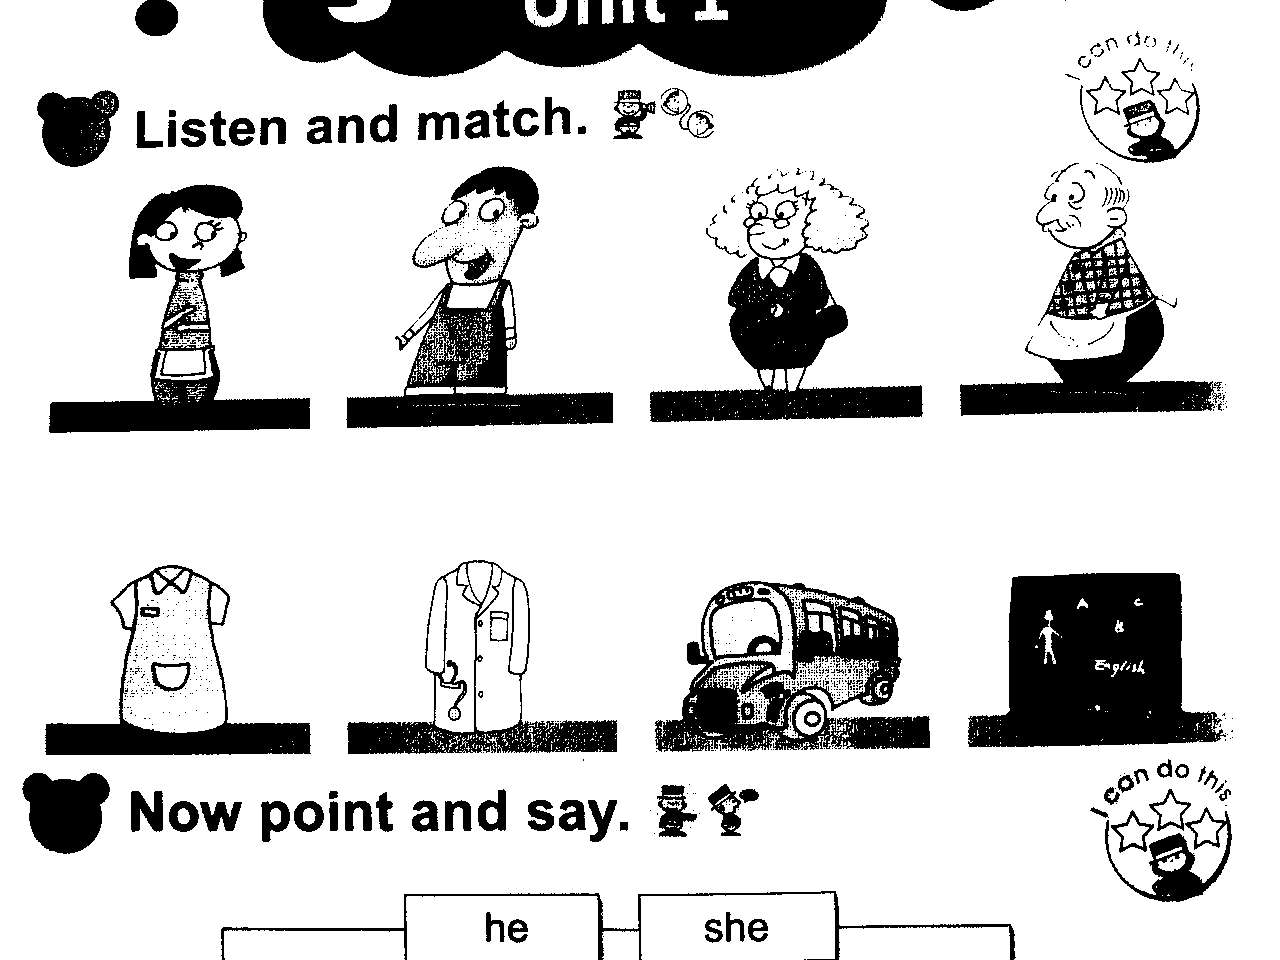 Unit 1
I can do this
Listen and match.
A C
B
English
Now point and say.
I can do this
he she